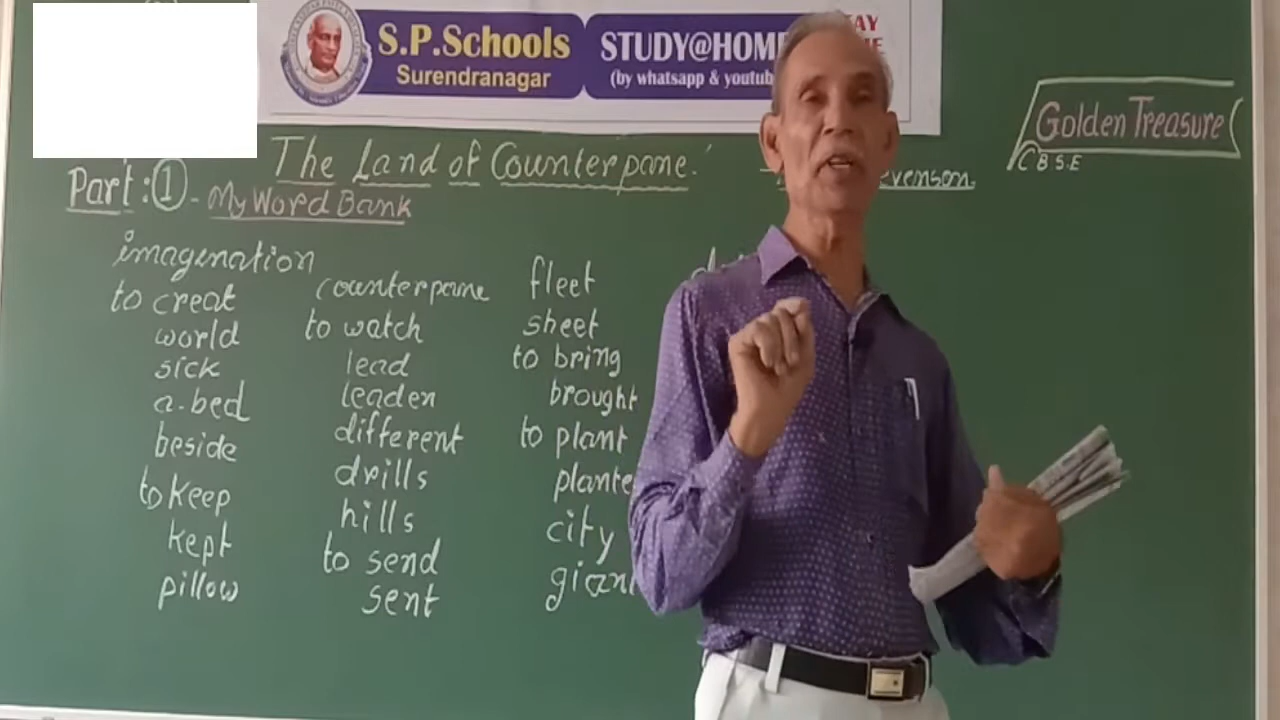 S.P.Schools
Surendranagar
STUDY@HOME
(by whatsapp & youtub
Golden Treasure
CBSE
The Land of Counterpane.
evenson.
Part:1 - My Word Bank
imagenation
to creat
world
sick
a-bed
beside
to keep
kept
pillow
counterpane
to watch
lead
leaden
different
drills
hills
to send
sent
fleet
sheet
to bring
brought
to plant
plante
city
giant